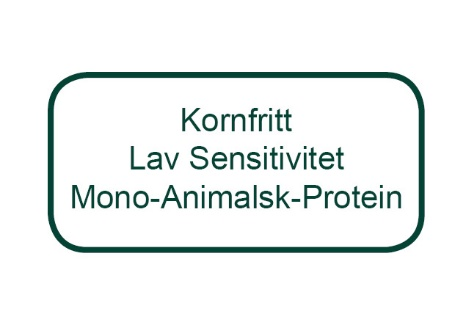 Kornfritt
Lav Sensitivitet
Mono-Animalsk-Protein